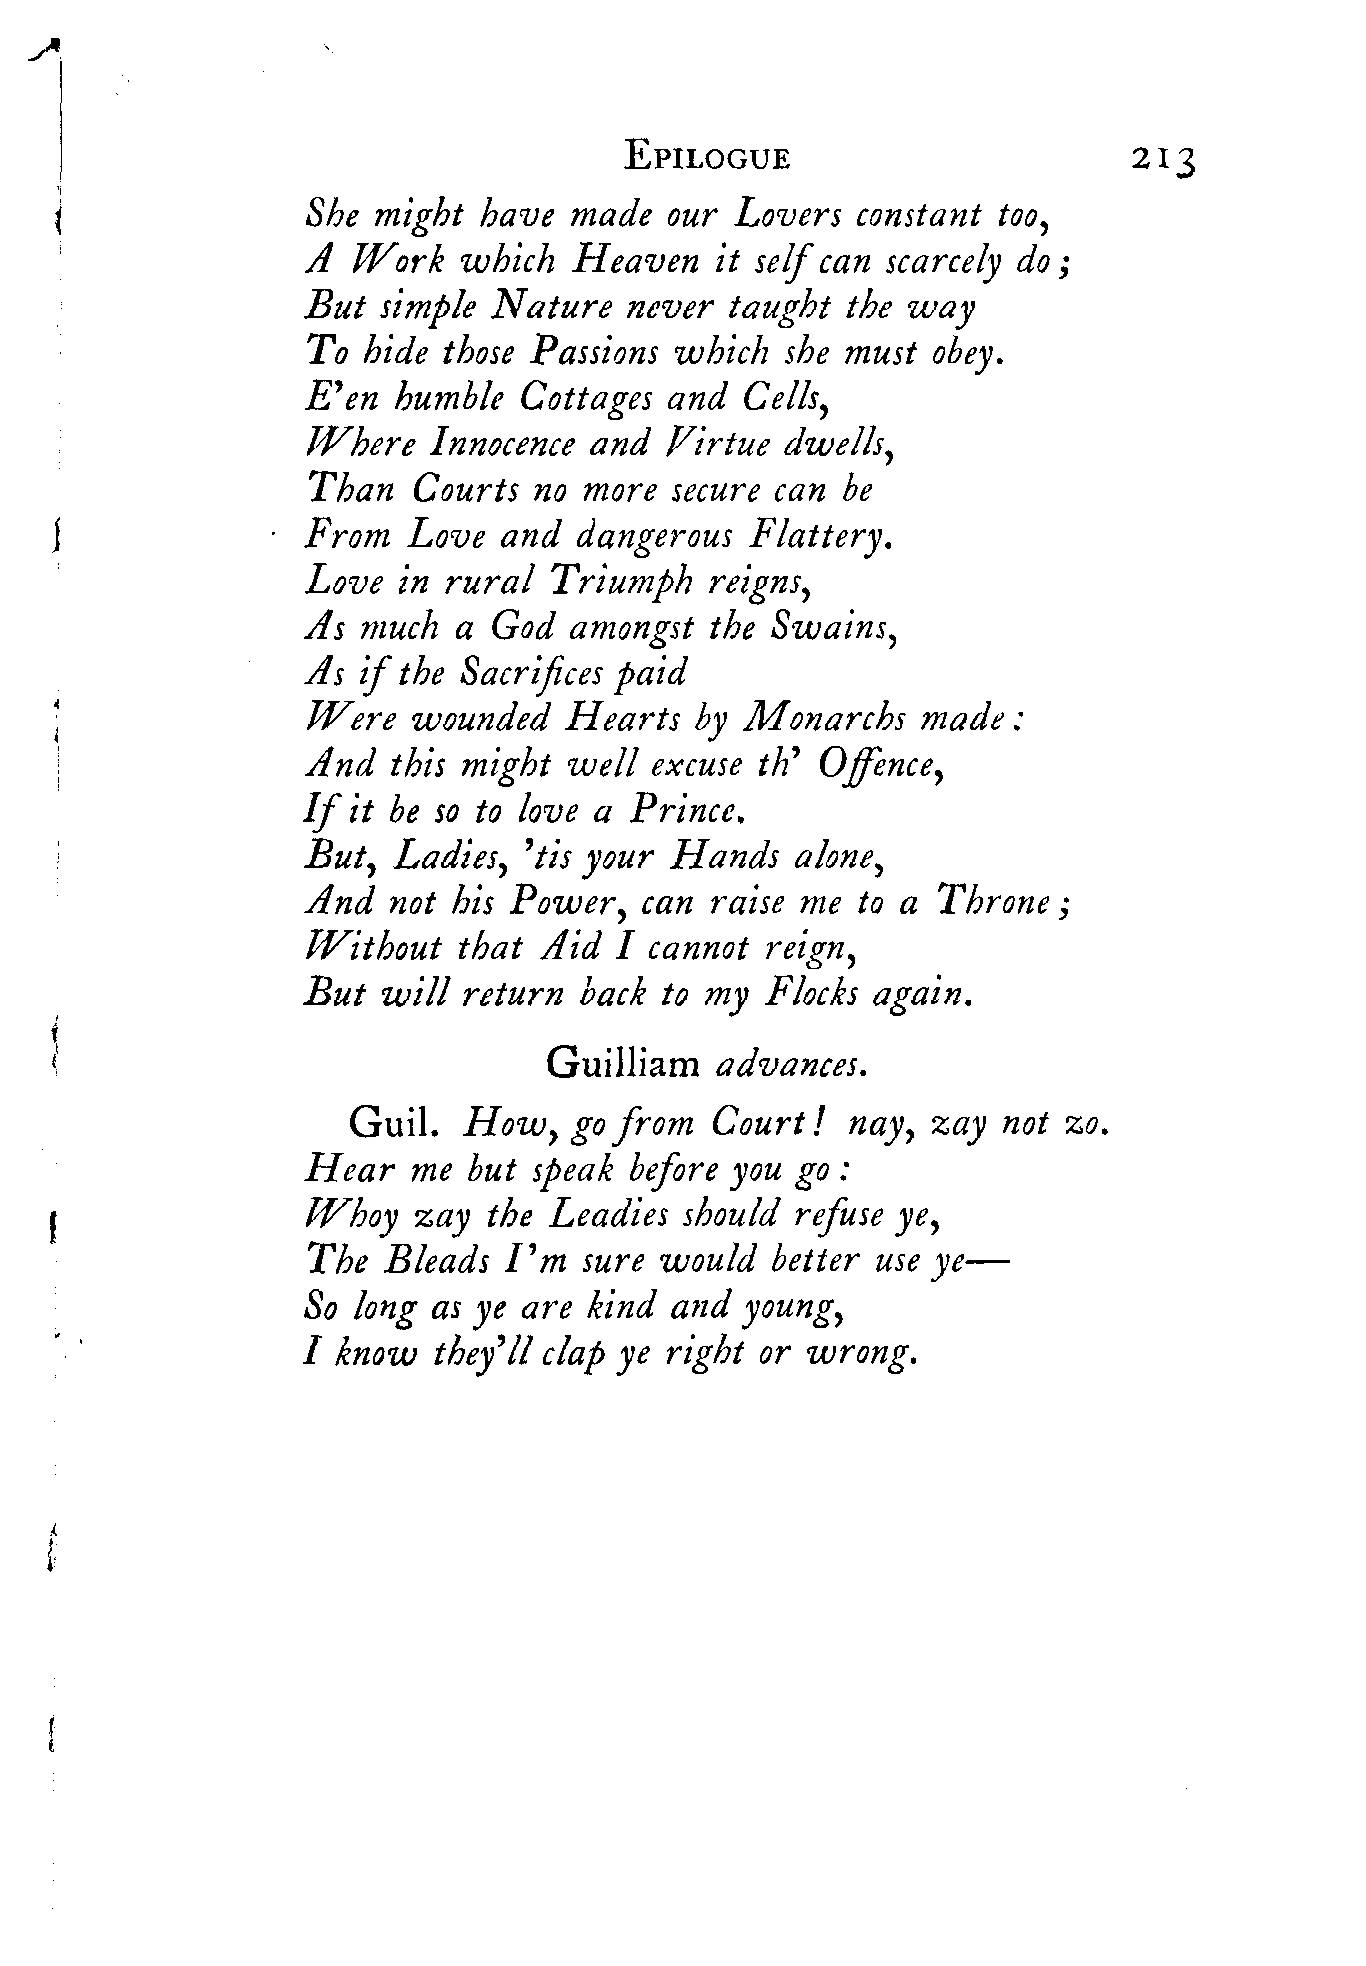 EPILOGUE 213
She might have made our Lovers constant too,
A Work which Heaven it self can scarcely do ;
But simple Nature never taught the way
To hide those Passions which she must obey.
E'en humble Cottages and Cells,
Where Innocence and Virtue dwells,
Than Courts no more secure can be
From Love and dangerous Flattery.
Love in rural Triumph reigns,
As much a God amongst the Swains,
As if the Sacrifices paid
Were wounded Hearts by Monarchs made :
And this might well excuse th' Offence,
If it be so to love a Prince.
But, Ladies, 'tis your Hands alone,
And not his Power, can raise me to a Throne ;
Without that Aid I cannot reign,
But will return back to my Flocks again.
Guilliam advances.
Guil. How, go from Court ! nay, zay not zo.
Hear me but speak before you go :
Whoy zay the Leadies should refuse ye,
The Bleads I'm sure would better use ye—
So long as ye are kind and young,
I know they'll clap ye right or wrong.